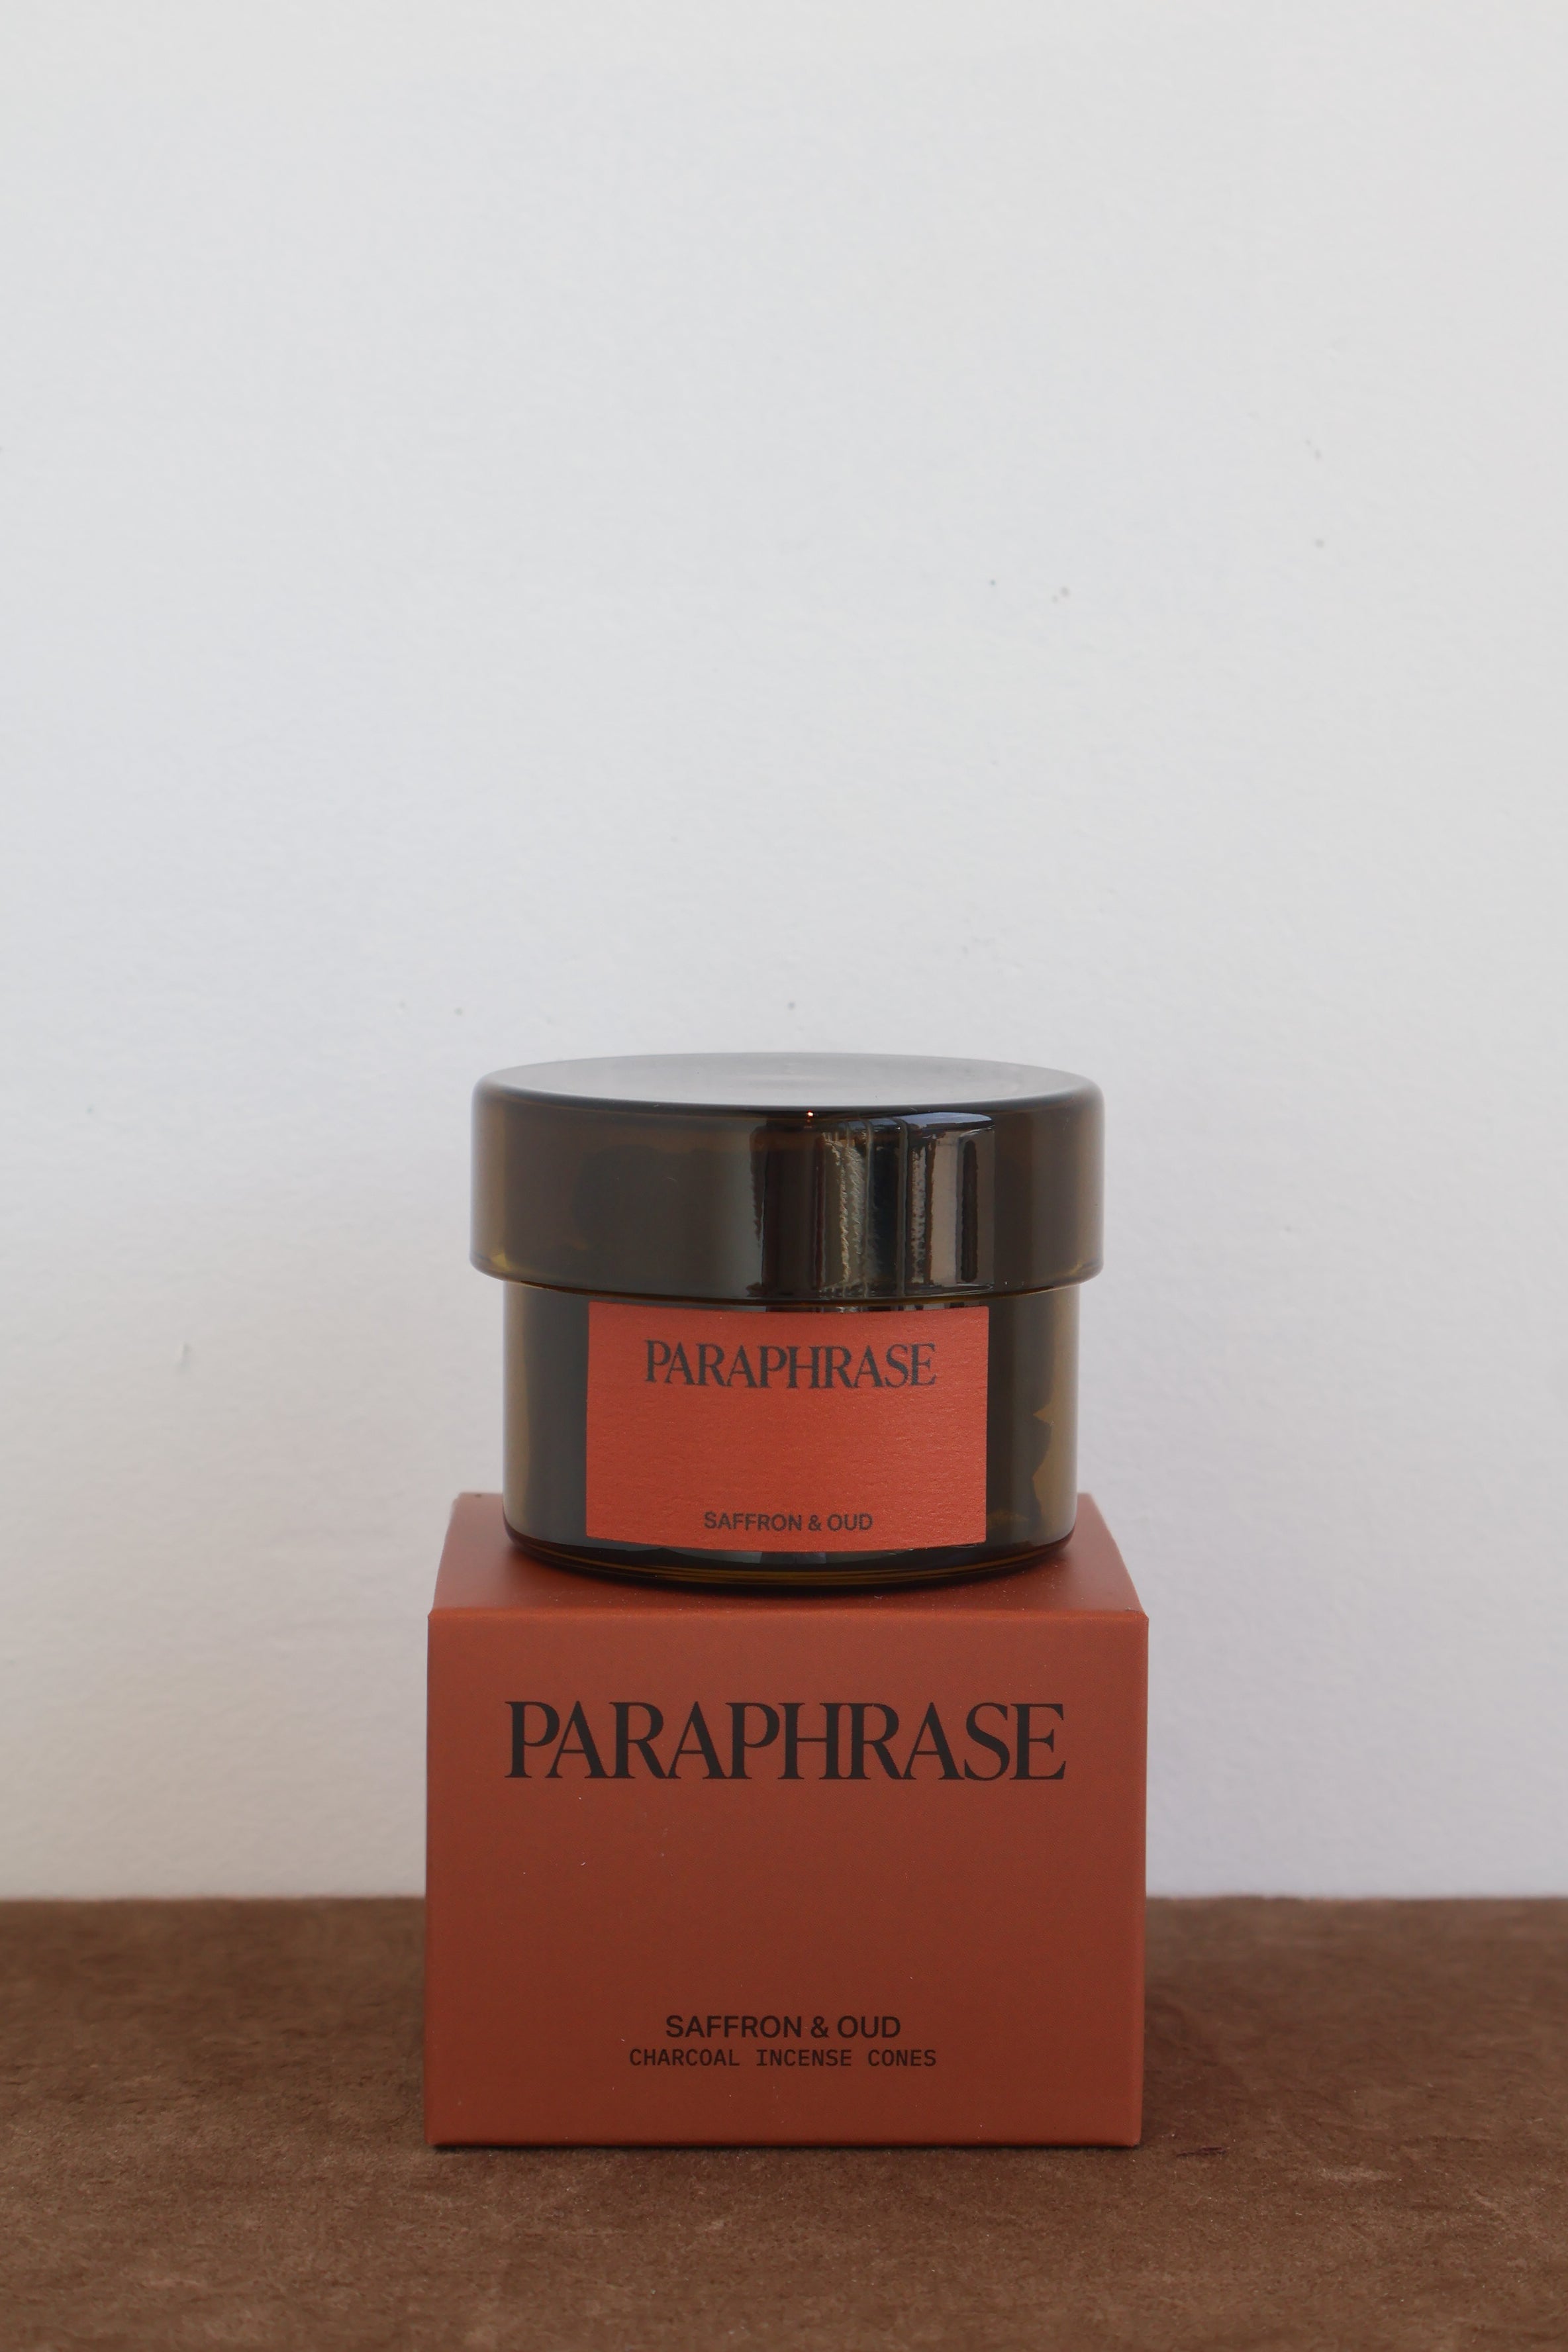 PARAPHRASE
SAFFRON & OUD
PARAPHRASE
SAFFRON & OUD
CHARCOAL INCENSE CONES